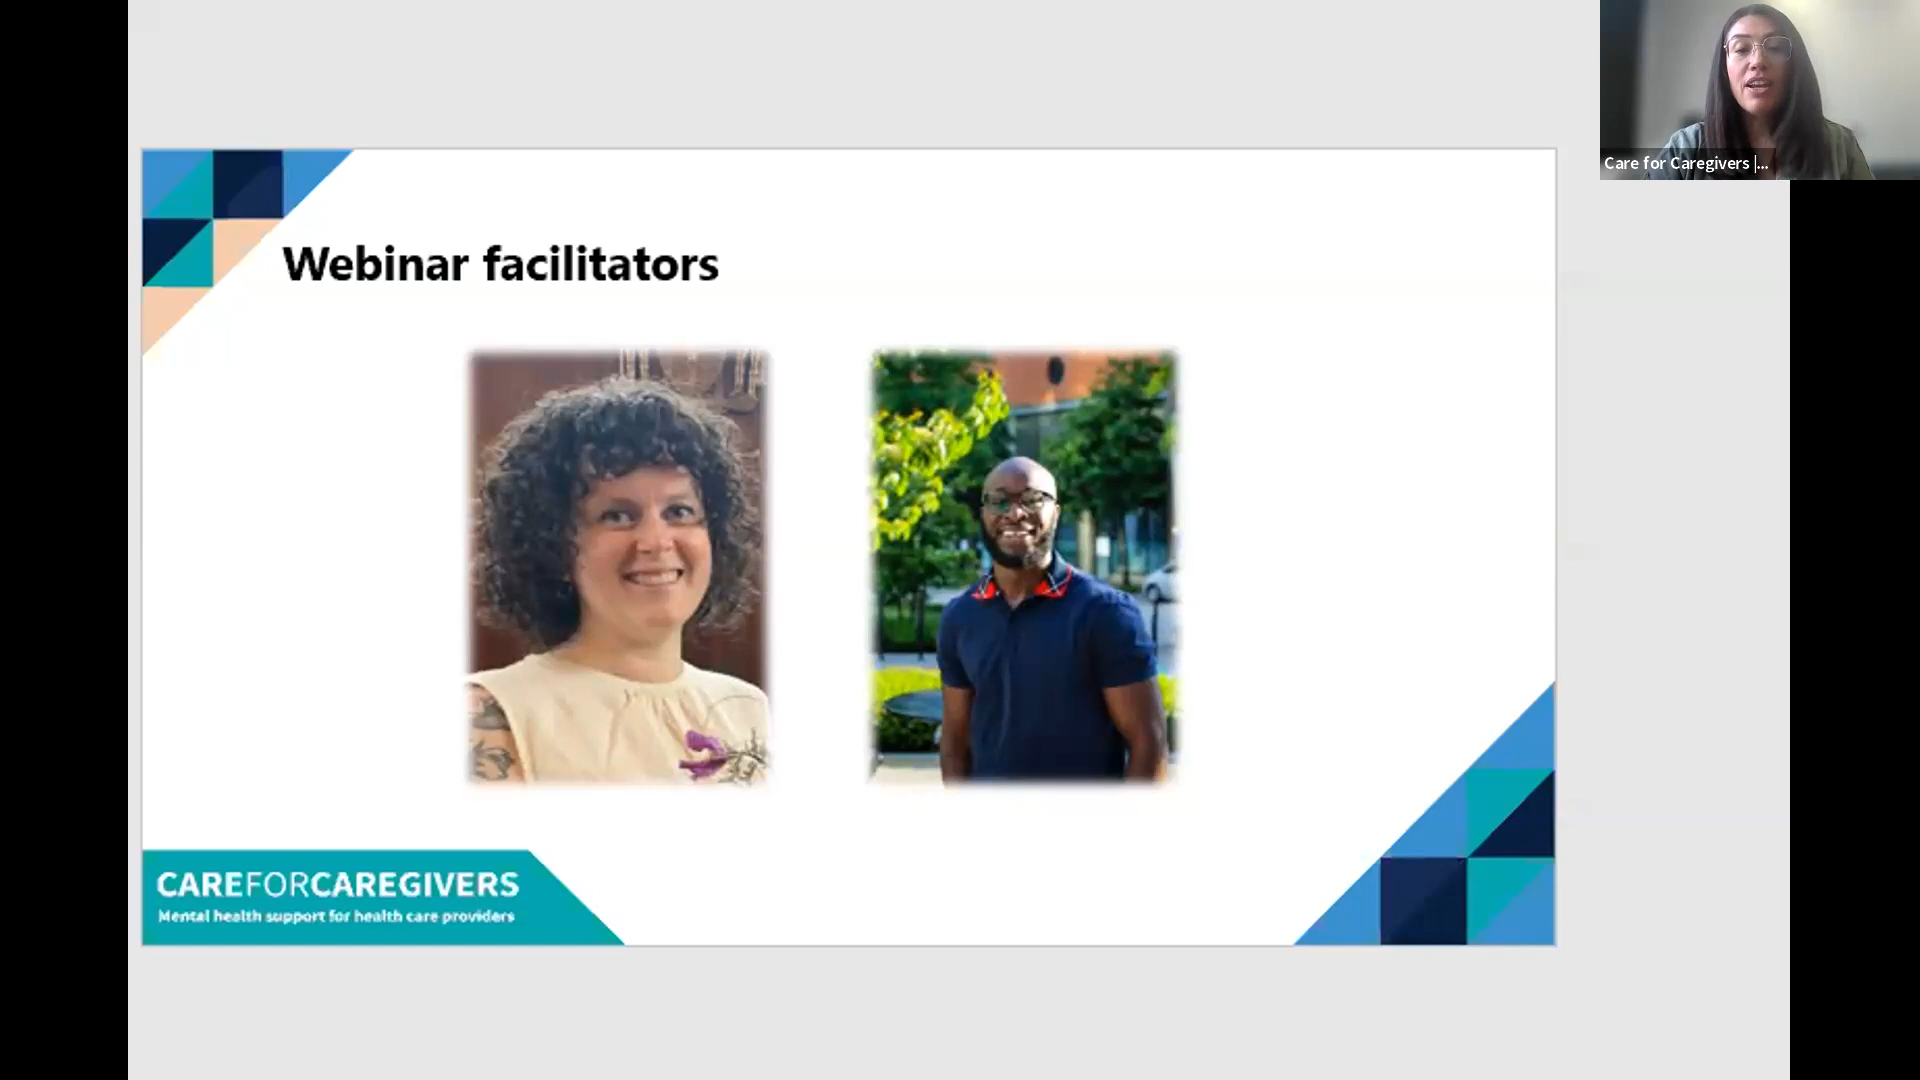 Care for Caregivers |...
Webinar facilitators
CAREFORCAREGIVERS
Mental health support for health care providers